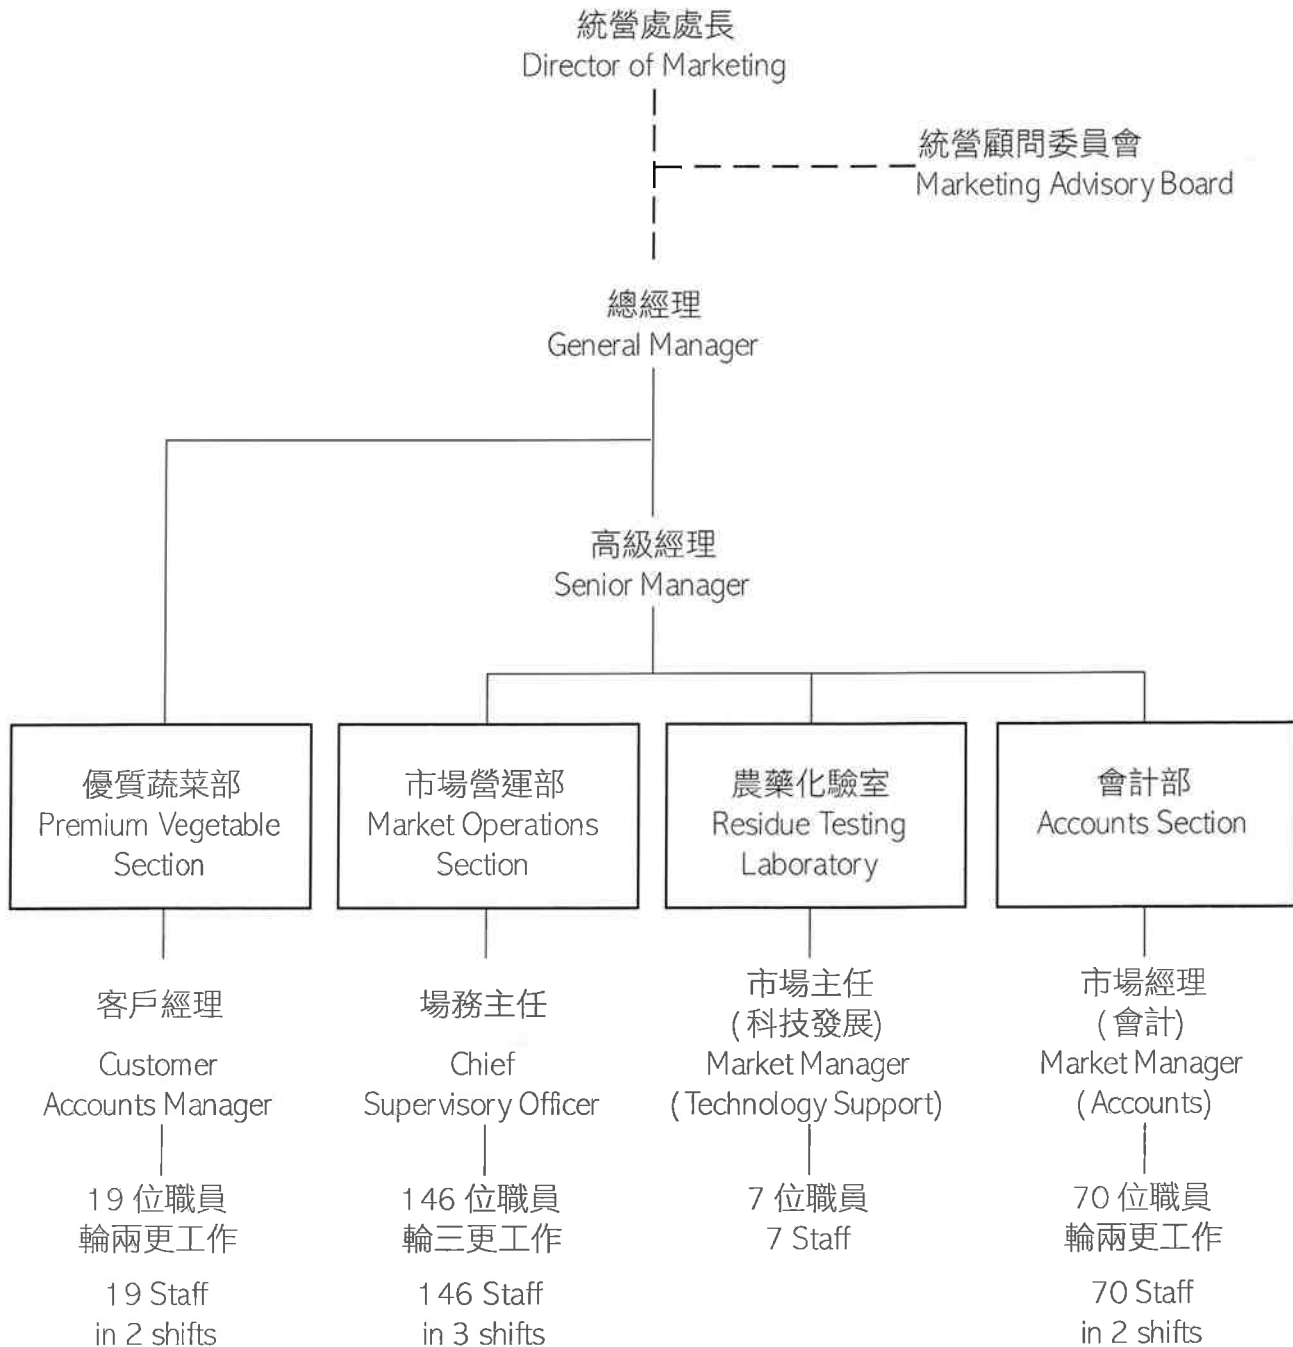 統營處處長
Director of Marketing
統營顧問委員會
Marketing Advisory Board
總經理
General Manager
高級經理
Senior Manager
優質蔬菜部
Premium Vegetable
Section
市場營運部
Market Operations
Section
農藥化驗室
Residue Testing
Laboratory
會計部
Accounts Section
客戶經理
Customer
Accounts Manager
19 位職員
輪兩更工作
19 Staff
in 2 shifts
場務主任
Chief
Supervisory Officer
146 位職員
輪三更工作
146 Staff
in 3 shifts
市場主任
(科技發展)
Market Manager
(Technology Support)
7 位職員
7 Staff
市場經理
(會計)
Market Manager
(Accounts)
70 位職員
輪兩更工作
70 Staff
in 2 shifts